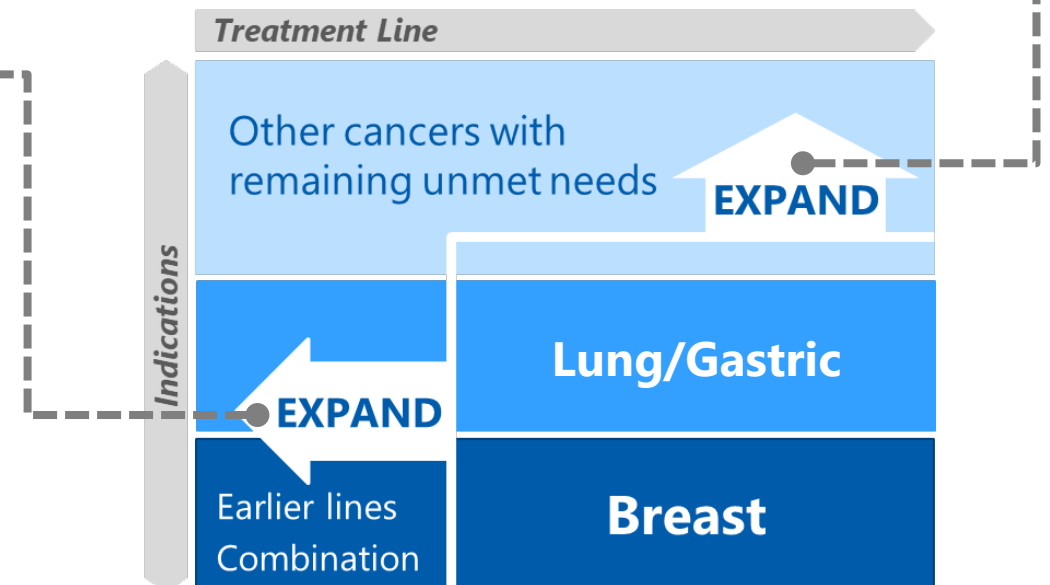 Treatment Line
Other cancers with
remaining unmet needs
EXPAND
Indications
Lung/Gastric
EXPAND
Earlier lines
Combination
Breast